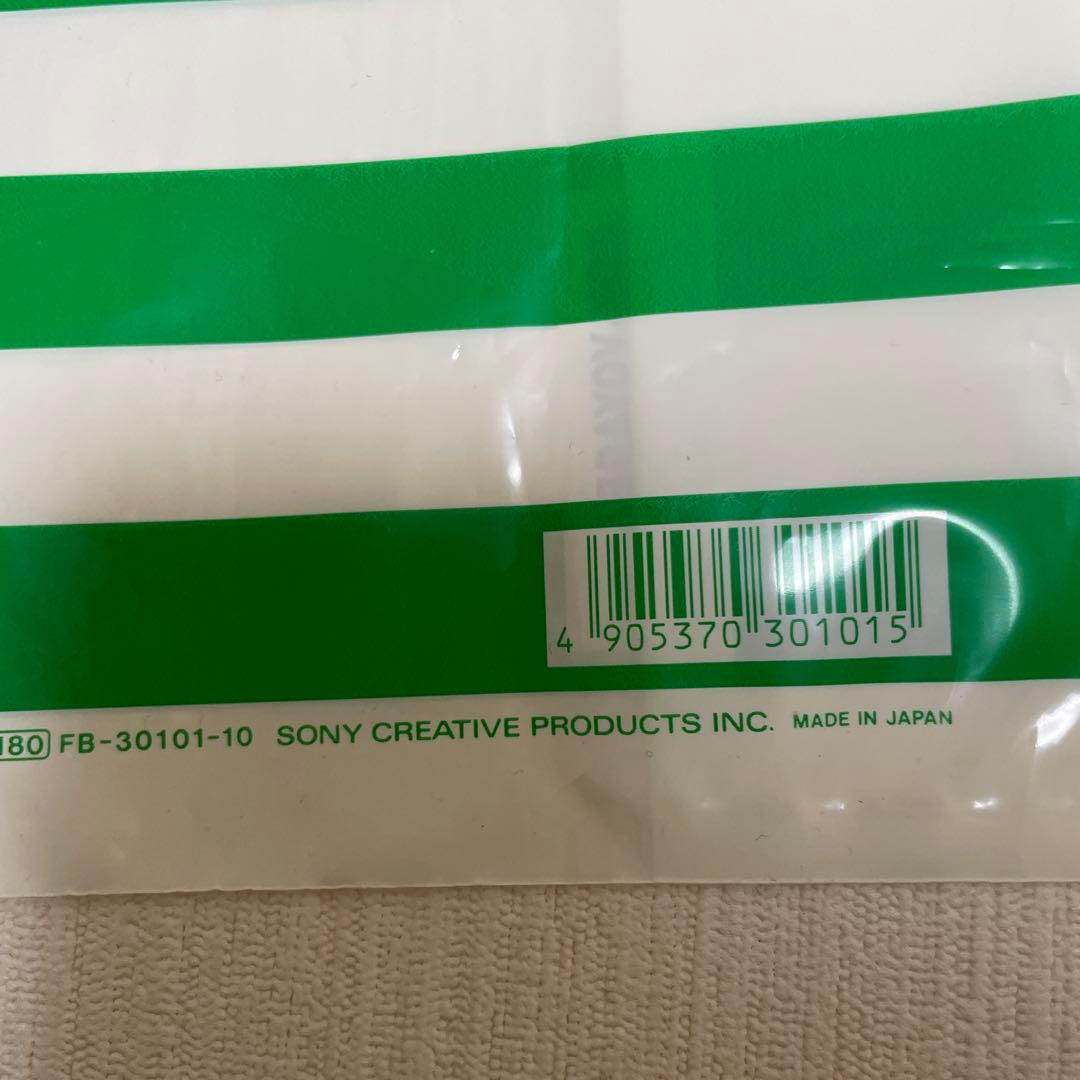 4 905370 301015
180 FB-30101-10 SONY CREATIVE PRODUCTS INC. MADE IN JAPAN